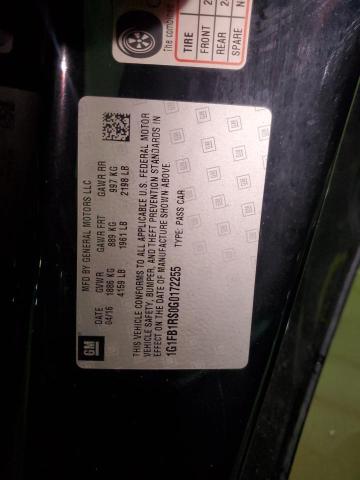 MFD BY GENERAL MOTORS LLC
DATE GVWR GAWR FRT GAWR RR
04/16 1886 KG 889 KG 997 KG
4159 LB 1961 LB 2198 LB
THIS VEHICLE CONFORMS TO ALL APPLICABLE U.S. FEDERAL MOTOR
VEHICLE SAFETY, BUMPER, AND THEFT PREVENTION STANDARDS IN
EFFECT ON THE DATE OF MANUFACTURE SHOWN ABOVE.
1G1FB1RS0G0172255 TYPE: PASS CAR
GM
The combin
TIRE
FRONT
REAR
SPARE